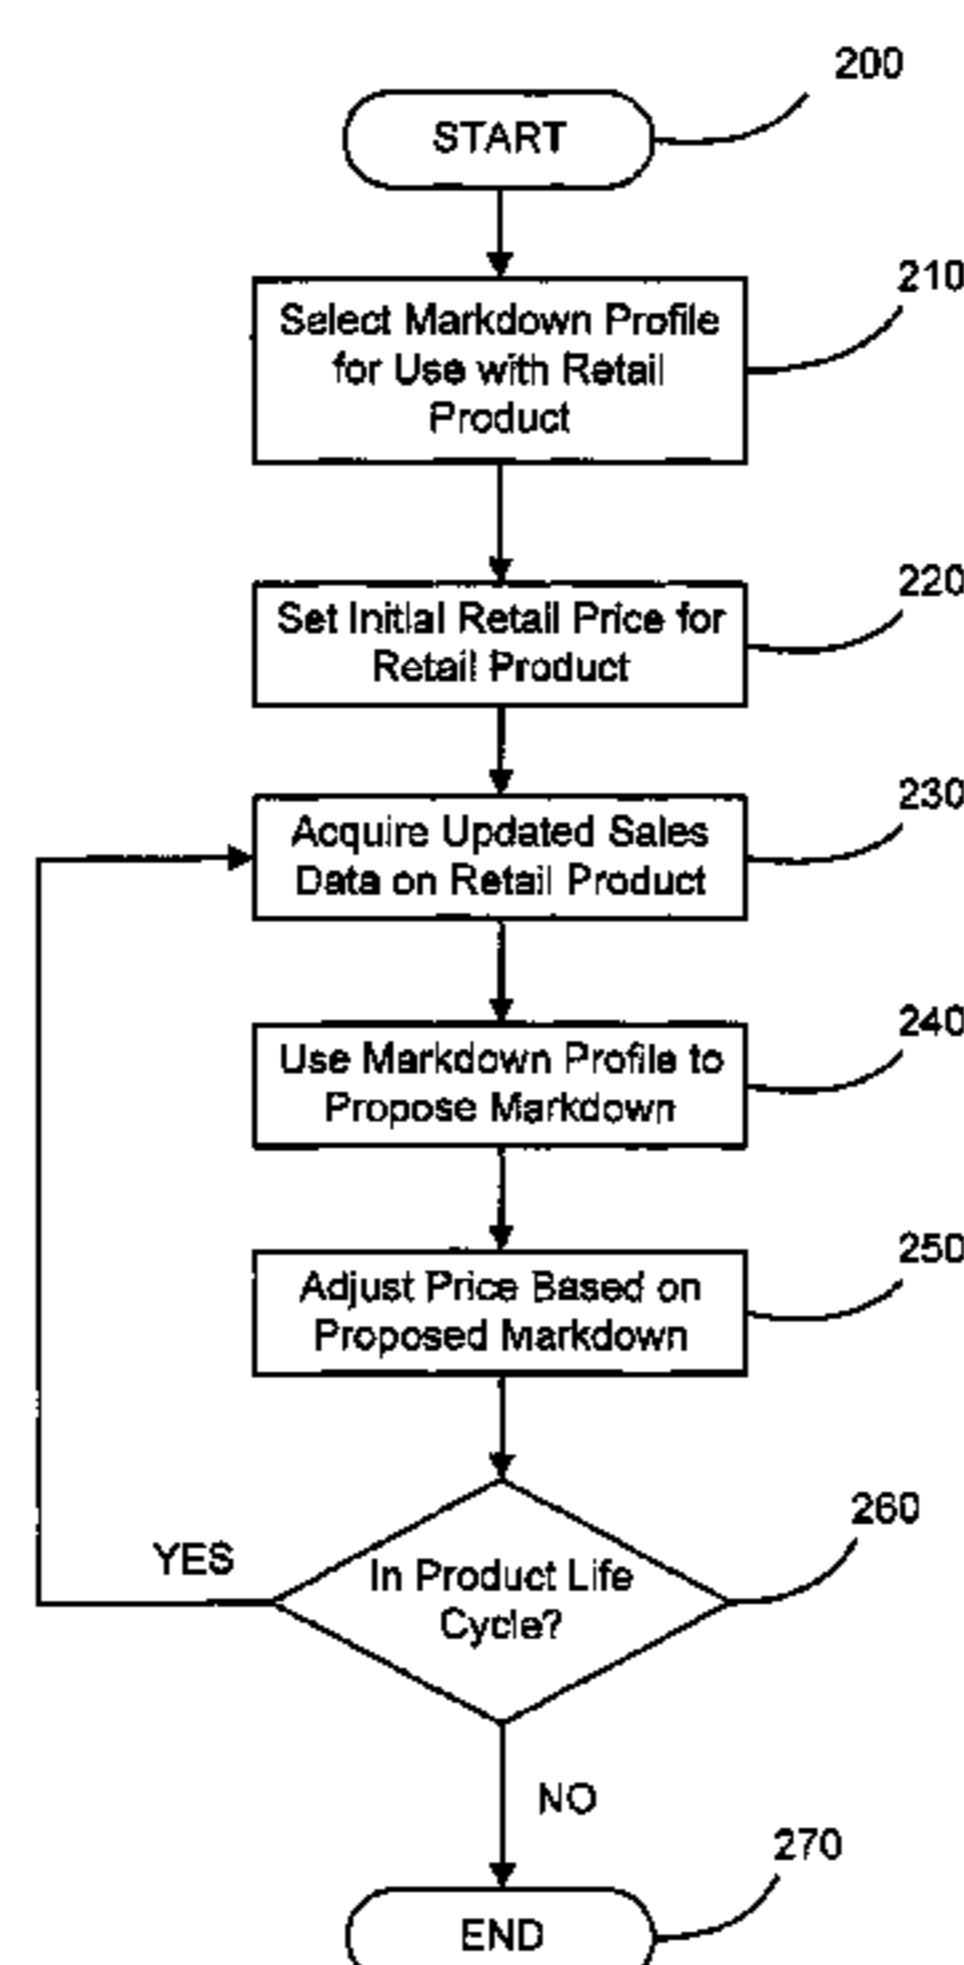 200
START
210
Select Markdown Profile
for Use with Retail
Product
220
Set Initial Retail Price for
Retail Product
230
Acquire Updated Sales
Data on Retail Product
240
Use Markdown Profile to
Propose Markdown
250
Adjust Price Based on
Proposed Markdown
260
YES
In Product Life
Cycle?
NO
270
END